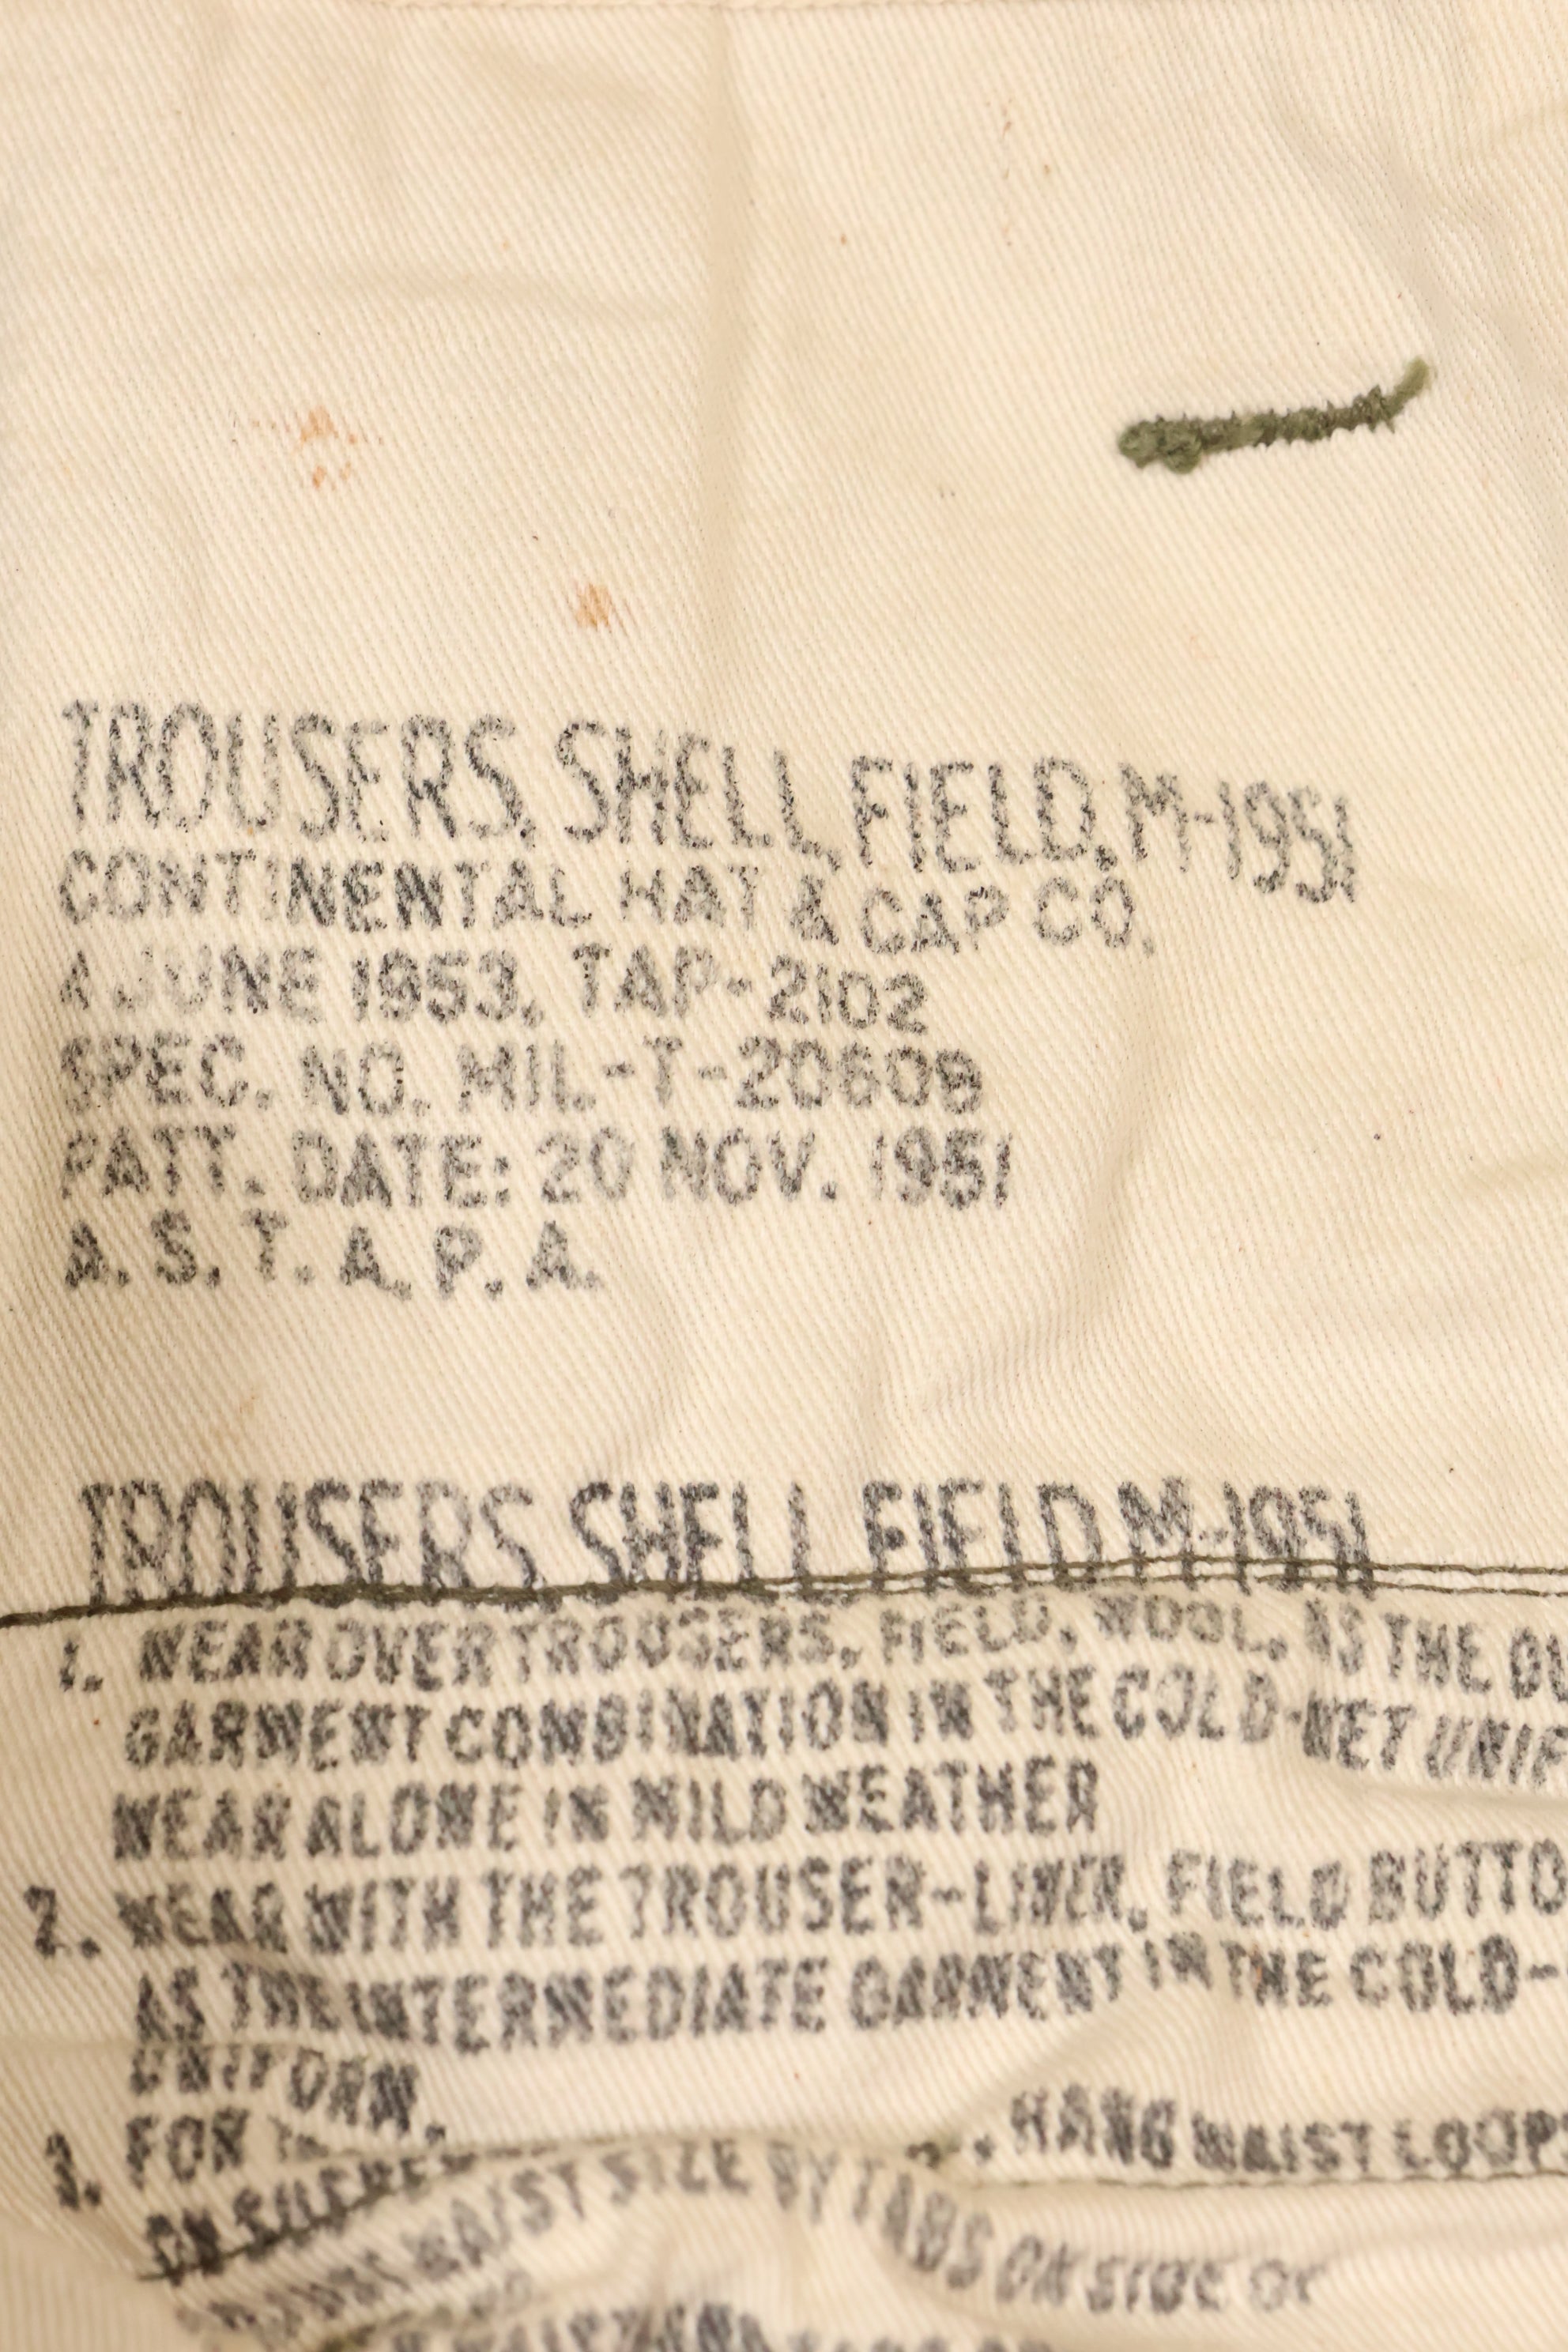 TROUSERS, SHELL, FIELD, M-1951
CONTINENTAL HAT & CAP CO.
4 JUNE 1953, TAP-2102
SPEC. NO. MIL-T-20609
PATT. DATE: 20 NOV. 1951
A. S. T. A. P. A.
TROUSERS SHELL FIELD M-1951
1. WEAR OVER TROUSERS, FIELD, WOOL, AS THE
GARMENT COMBINATION IN THE COLD-WET
WEAR ALONE IN MILD WEATHER
2. WEAR WITH THE TROUSER-LINER, FIELD
AS THE INTERMEDIATE GARMENT IN THE COLD-
UNIFORM.
3. FOR HANG WAIST LOOPS
ON
WAIST SIZE BY TABS ON SIDE OF